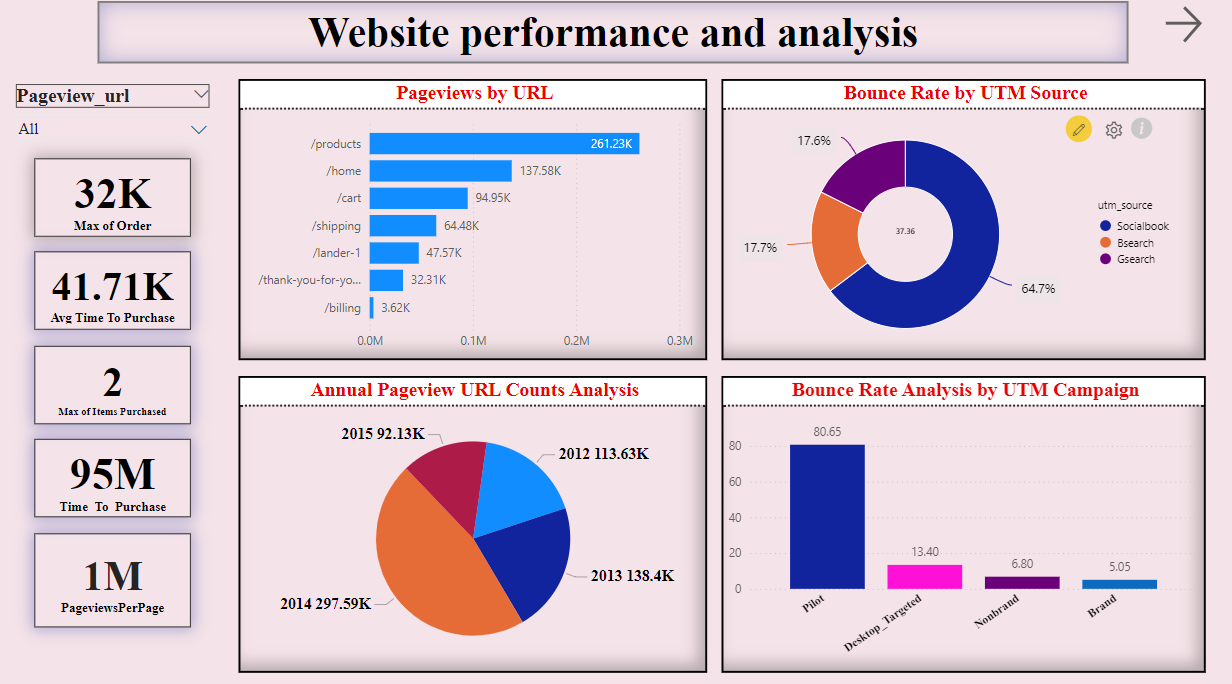 Website performance and analysis
Pageview_url
All
32K
Max of Order
41.71K
Avg Time To Purchase
2
Max of Items Purchased
95M
Time To Purchase
1M
PageviewsPerPage
Pageviews by URL
/products 261.23K
/home 137.58K
/cart 94.95K
/shipping 64.48K
/lander-1 47.57K
/thank-you-for-yo... 32.31K
/billing 3.62K
0.0M 0.1M 0.2M 0.3M
Bounce Rate by UTM Source
17.6%
17.7%
37.36
64.7%
utm_source
Socialbook
Bsearch
Gsearch
Annual Pageview URL Counts Analysis
2015 92.13K
2012 113.63K
2013 138.4K
2014 297.59K
Bounce Rate Analysis by UTM Campaign
80
60
40
20
0
80.65
13.40
6.80
5.05
Pilot
Desktop_Targeted
Nonbrand
Brand